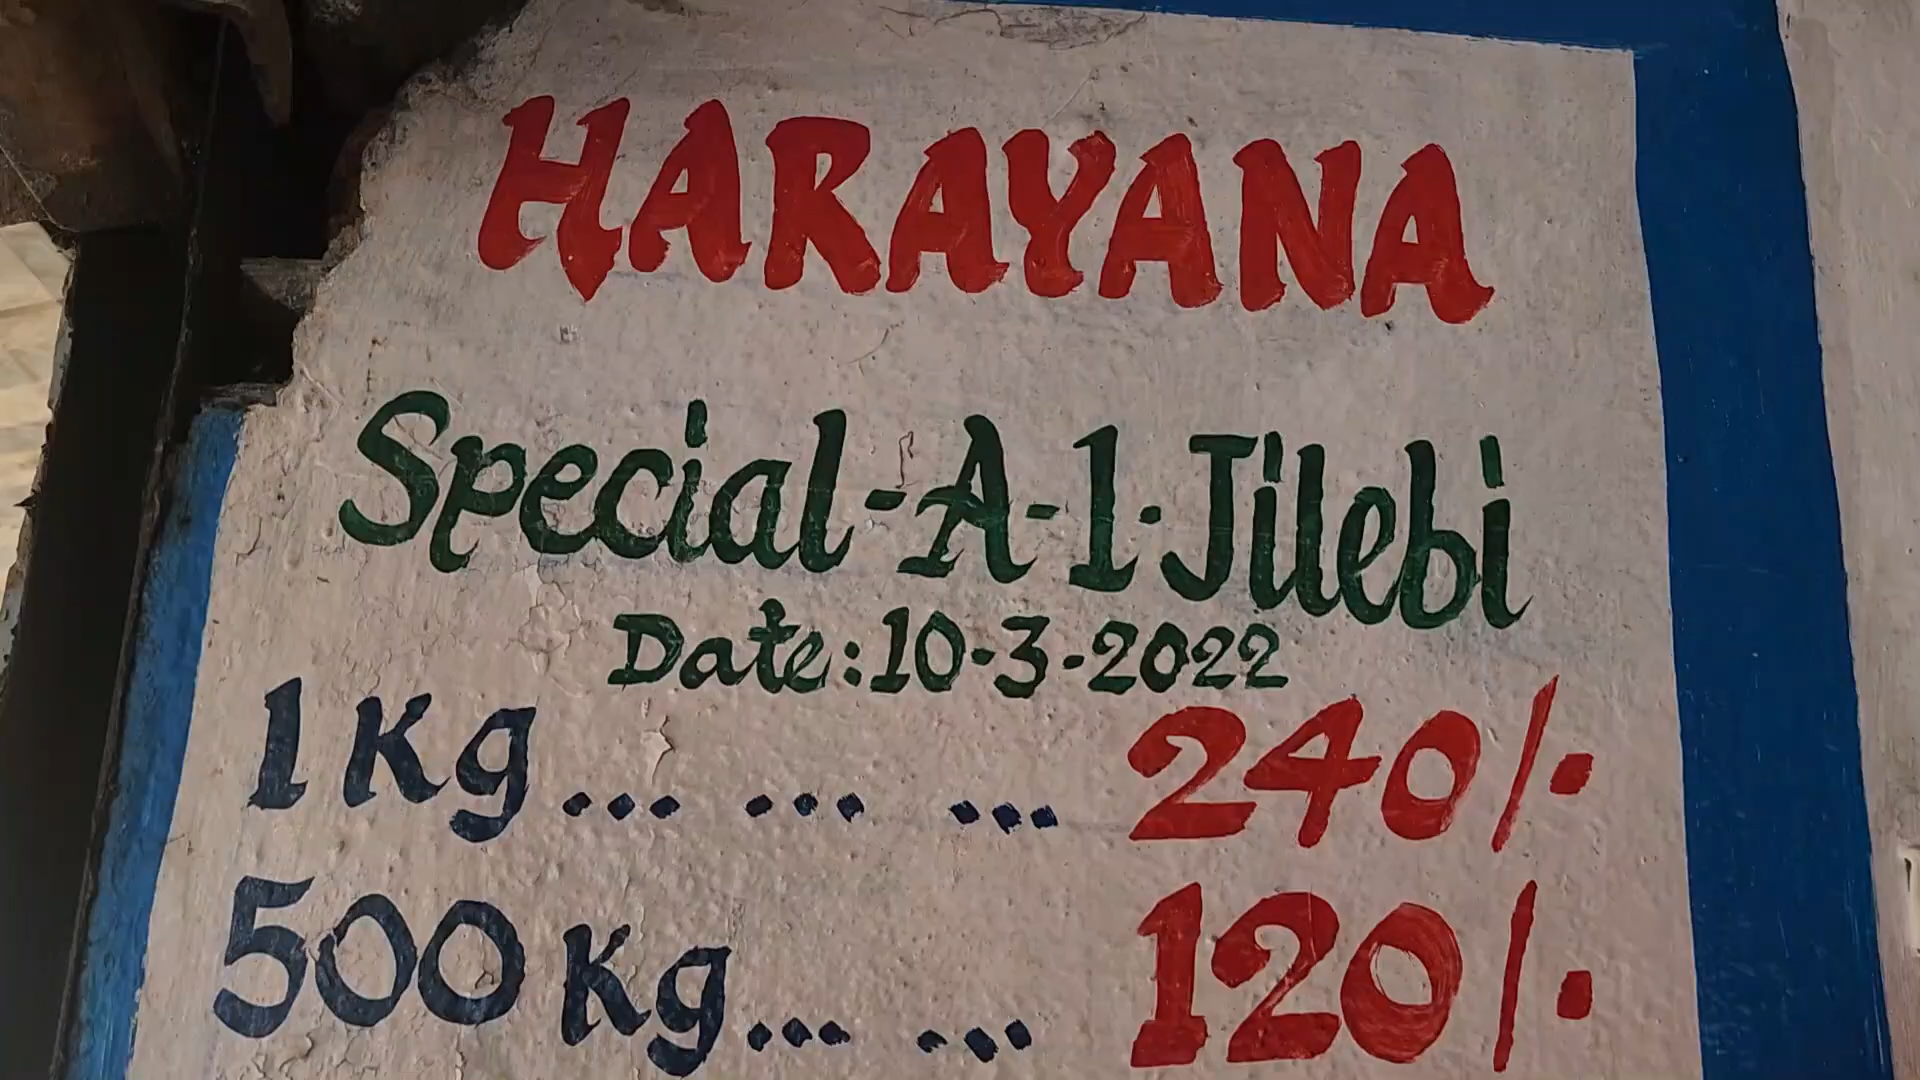 HARAYANA
Special-A-1.Jilebi
Date:10-3-2022
1 Kg... ... ... 240/.
500 Kg... ... 120/.